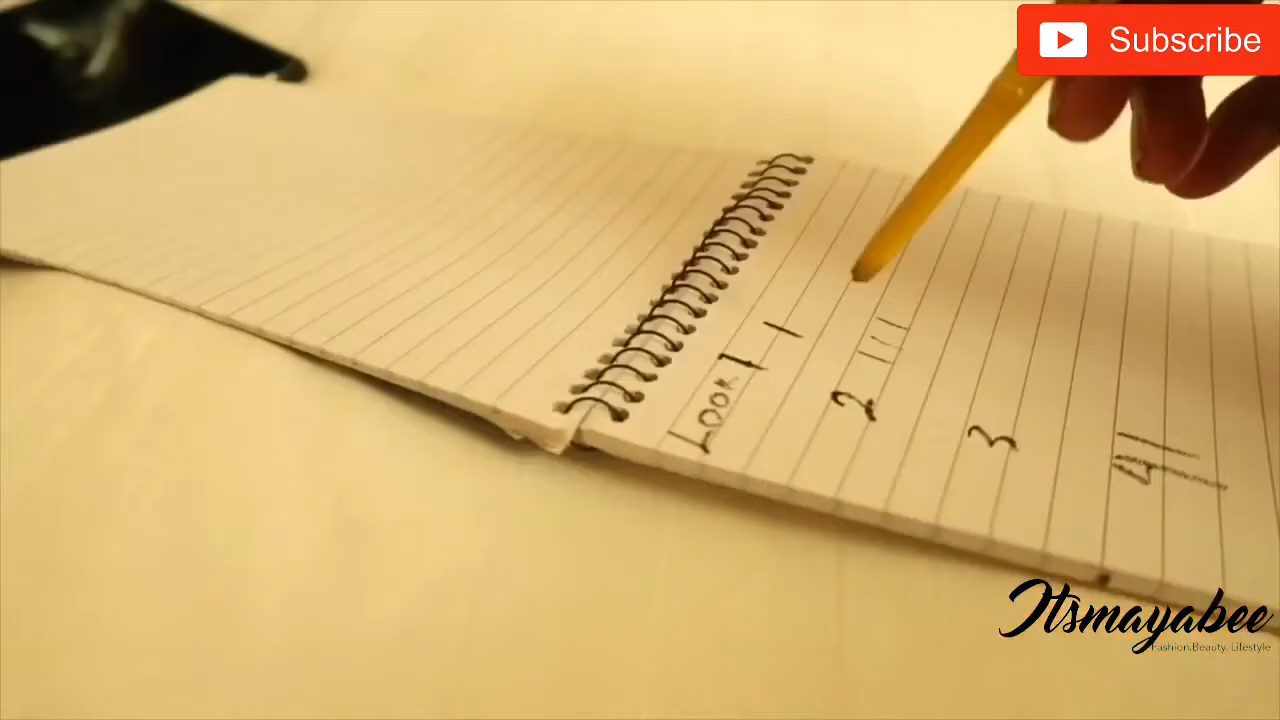 Subscribe
LOOK 1 |
2 |||
3
4 |
Itsmayabee
Fashion.Beauty. Lifestyle